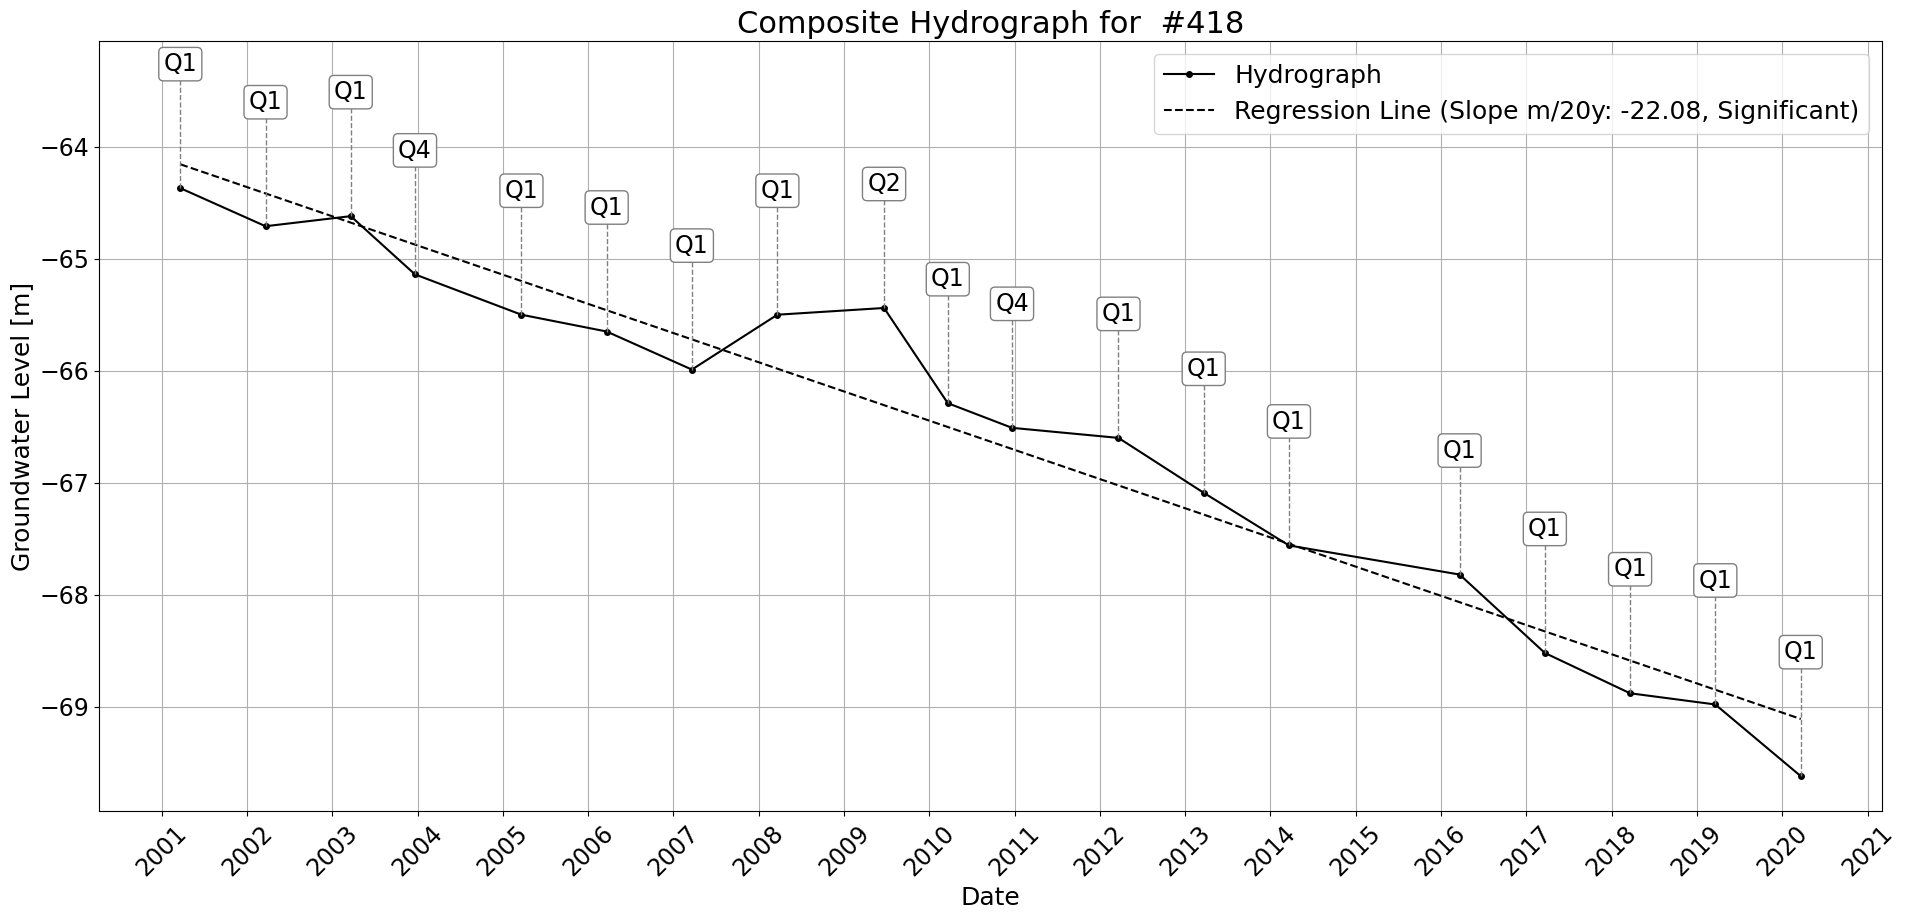 Composite Hydrograph for  #418
Hydrograph
Regression Line (Slope m/20y: -22.08, Significant)
Q1
Q1
Q1
Q4
Q1
Q1
Q1
Q1
Q2
Q1
Q4
Q1
Q1
Q1
Q1
Q1
Q1
Q1
Q1
Groundwater Level [m]
−64
−65
−66
−67
−68
−69
2001
2002
2003
2004
2005
2006
2007
2008
2009
2010
2011
2012
2013
2014
2015
2016
2017
2018
2019
2020
2021
Date